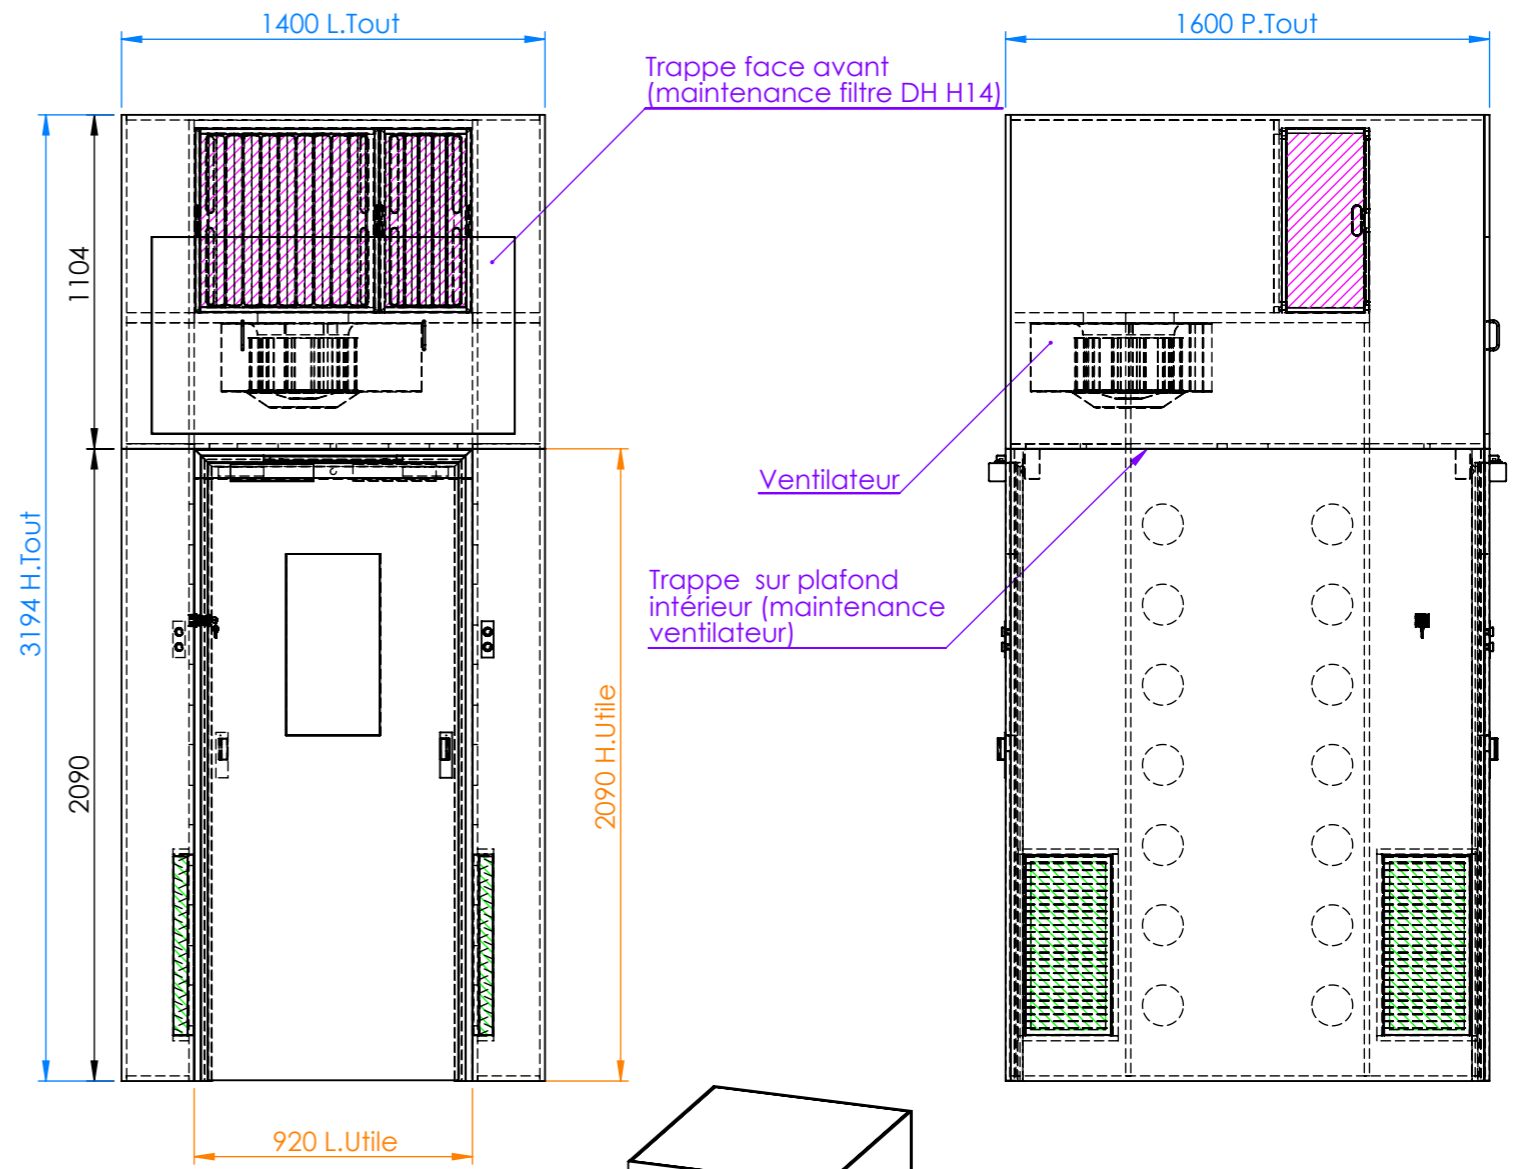 1400 L.Tout
1600 P.Tout
Trappe face avant
(maintenance filtre DH H14)
1104
Ventilateur
3194 H.Tout
Trappe sur plafond
intérieur (maintenance
ventilateur)
2090
2090 H.Utile
920 L.Utile